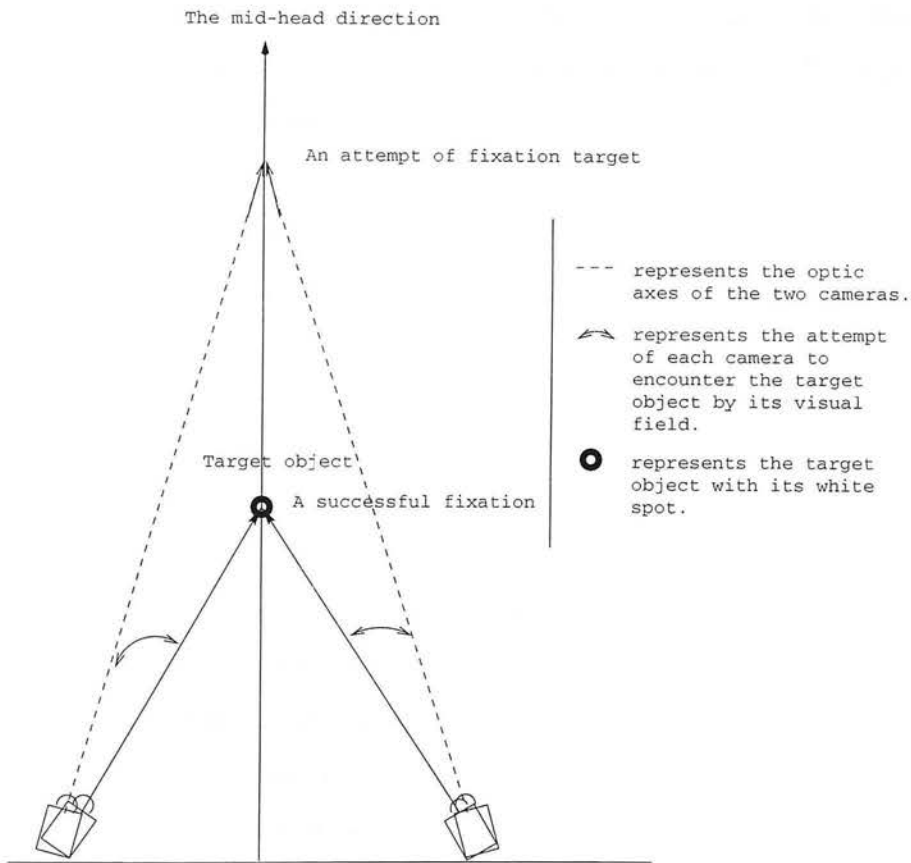 The mid-head direction
An attempt of fixation target
represents the optic
axes of the two cameras.
represents the attempt
of each camera to
encounter the target
object by its visual
field.
Target object
A successful fixation
represents the target
object with its white
spot.